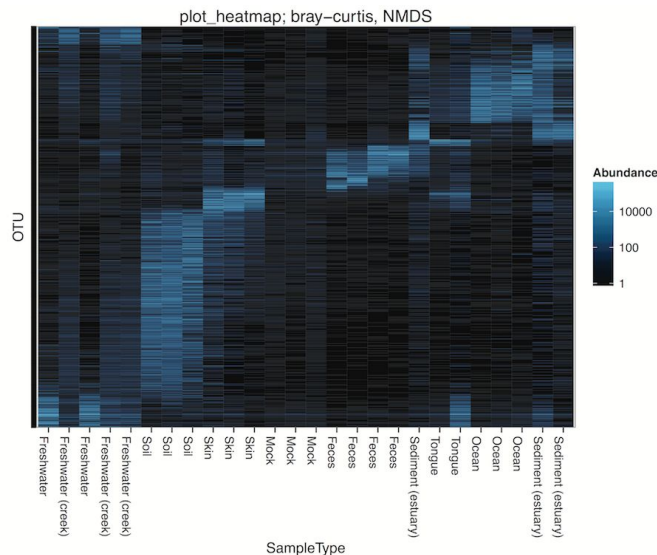 plot_heatmap; bray−curtis, NMDS
OTU
Abundance
10000
100
1
Freshwater
Freshwater (creek)
Freshwater
Freshwater (creek)
Freshwater (creek)
Soil
Soil
Soil
Skin
Skin
Skin
Mock
Mock
Mock
Feces
Feces
Feces
Feces
Sediment (estuary)
Tongue
Tongue
Ocean
Ocean
Ocean
Sediment (estuary)
Sediment (estuary)
SampleType